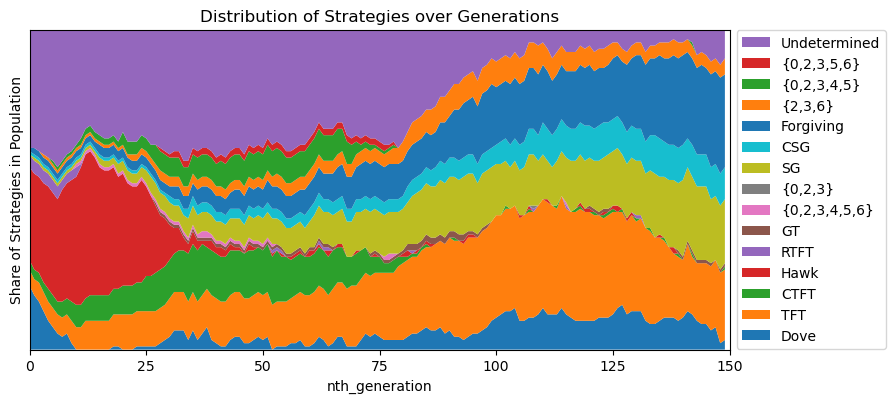 Distribution of Strategies over Generations
Share of Strategies in Population
0 25 50 75 100 125 150
nth_generation
Undetermined
{0,2,3,5,6}
{0,2,3,4,5}
{2,3,6}
Forgiving
CSG
SG
{0,2,3}
{0,2,3,4,5,6}
GT
RTFT
Hawk
CTFT
TFT
Dove